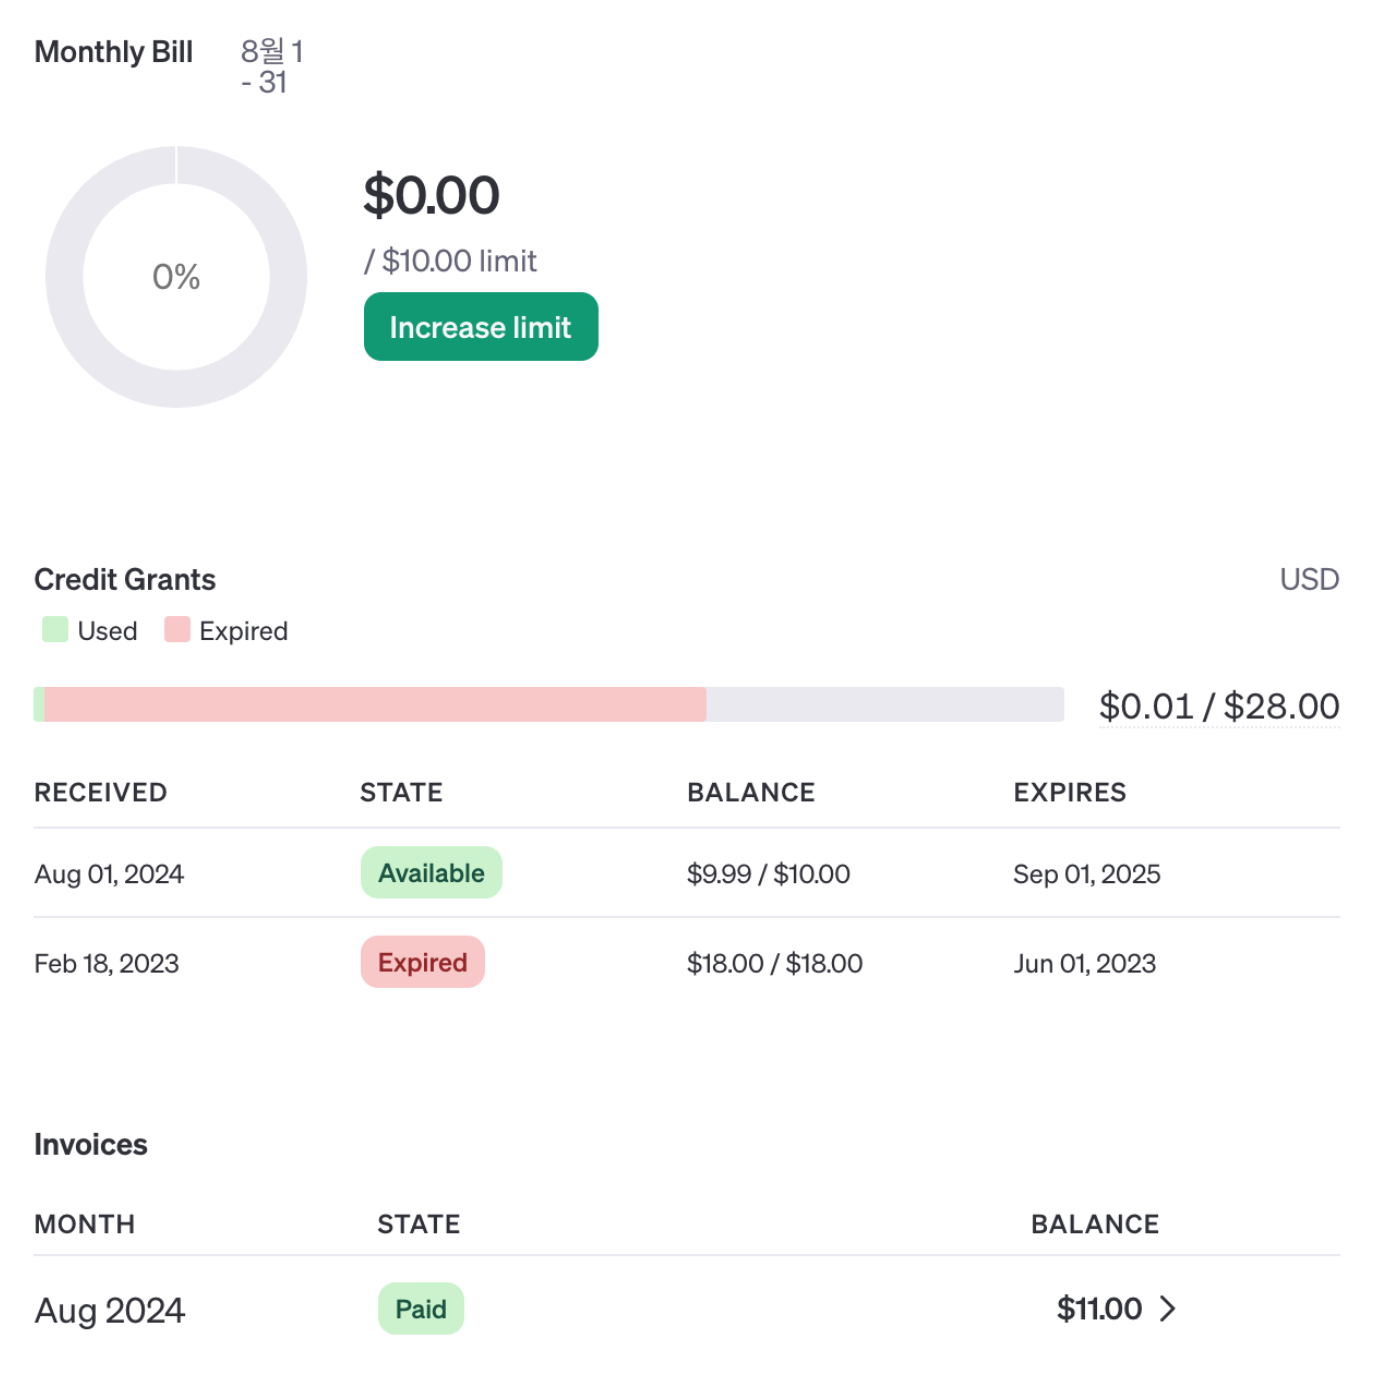 Monthly Bill 8월 1
- 31
$0.00
0%
/ $10.00 limit
Increase limit
Credit Grants USD
Used Expired
$0.01 / $28.00
RECEIVED STATE BALANCE EXPIRES
Aug 01, 2024 Available $9.99 / $10.00 Sep 01, 2025
Feb 18, 2023 Expired $18.00 / $18.00 Jun 01, 2023
Invoices
MONTH STATE BALANCE
Aug 2024 Paid $11.00